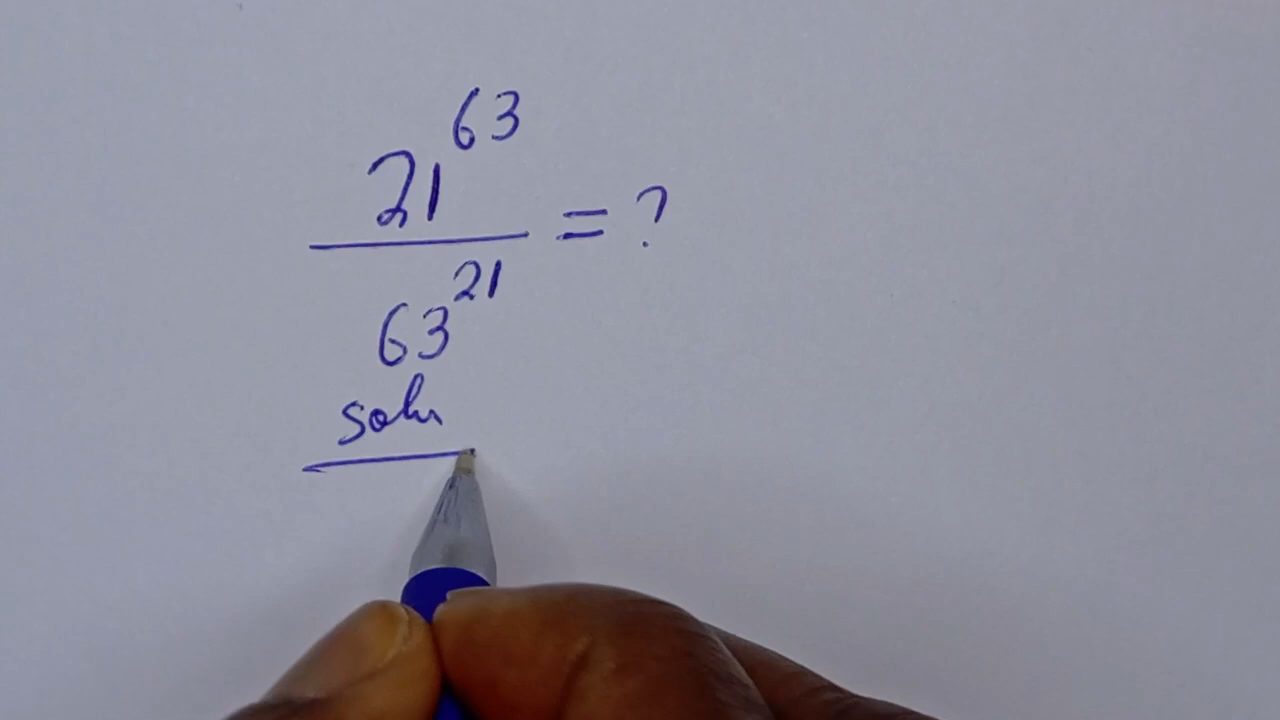 21^63 / 63^21 = ?
soln